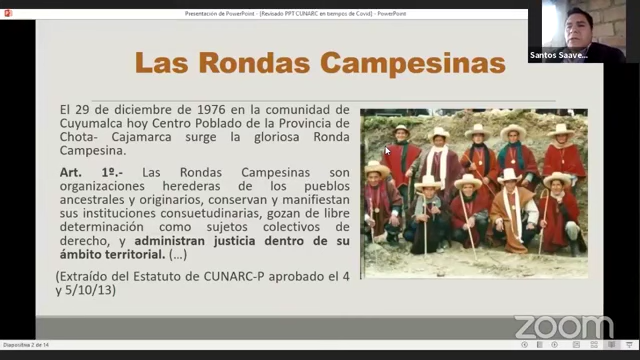 Presentación de PowerPoint - [Revisado PPT CUNARC en tiempos de Covid] - PowerPoint
Santos Saave...
Las Rondas Campesinas
El 29 de diciembre de 1976 en la comunidad de
Cuyumalca hoy Centro Poblado de la Provincia de
Chota- Cajamarca surge la gloriosa Ronda
Campesina.
Art. 1º.- Las Rondas Campesinas son
organizaciones herederas de los pueblos
ancestrales y originarios, conservan y manifiestan
sus instituciones consuetudinarias, gozan de libre
determinación como sujetos colectivos de
derecho, y administran justicia dentro de su
ámbito territorial. (...)
(Extraído del Estatuto de CUNARC-P aprobado el 4
y 5/10/13)
Diapositiva 2 de 14
zoom